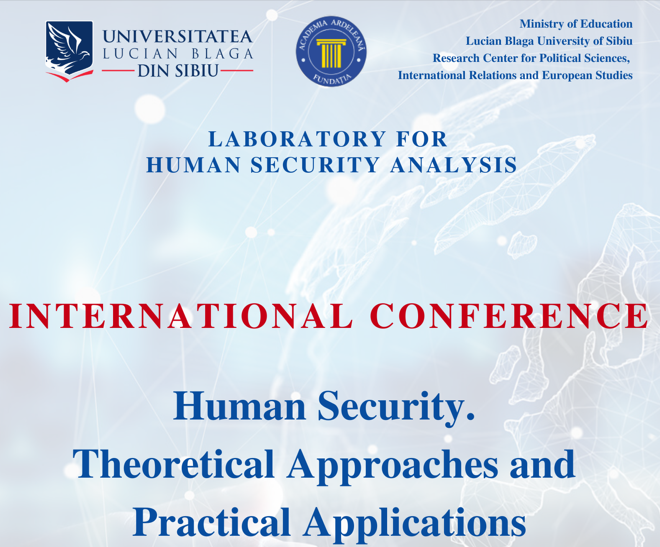 UNIVERSITATEA
LUCIAN BLAGA
DIN SIBIU
ACADEMIA ARDELEANĂ
FUNDATIA
Ministry of Education
Lucian Blaga University of Sibiu
Research Center for Political Sciences,
International Relations and European Studies
LABORATORY FOR
HUMAN SECURITY ANALYSIS
INTERNATIONAL CONFERENCE
Human Security.
Theoretical Approaches and
Practical Applications